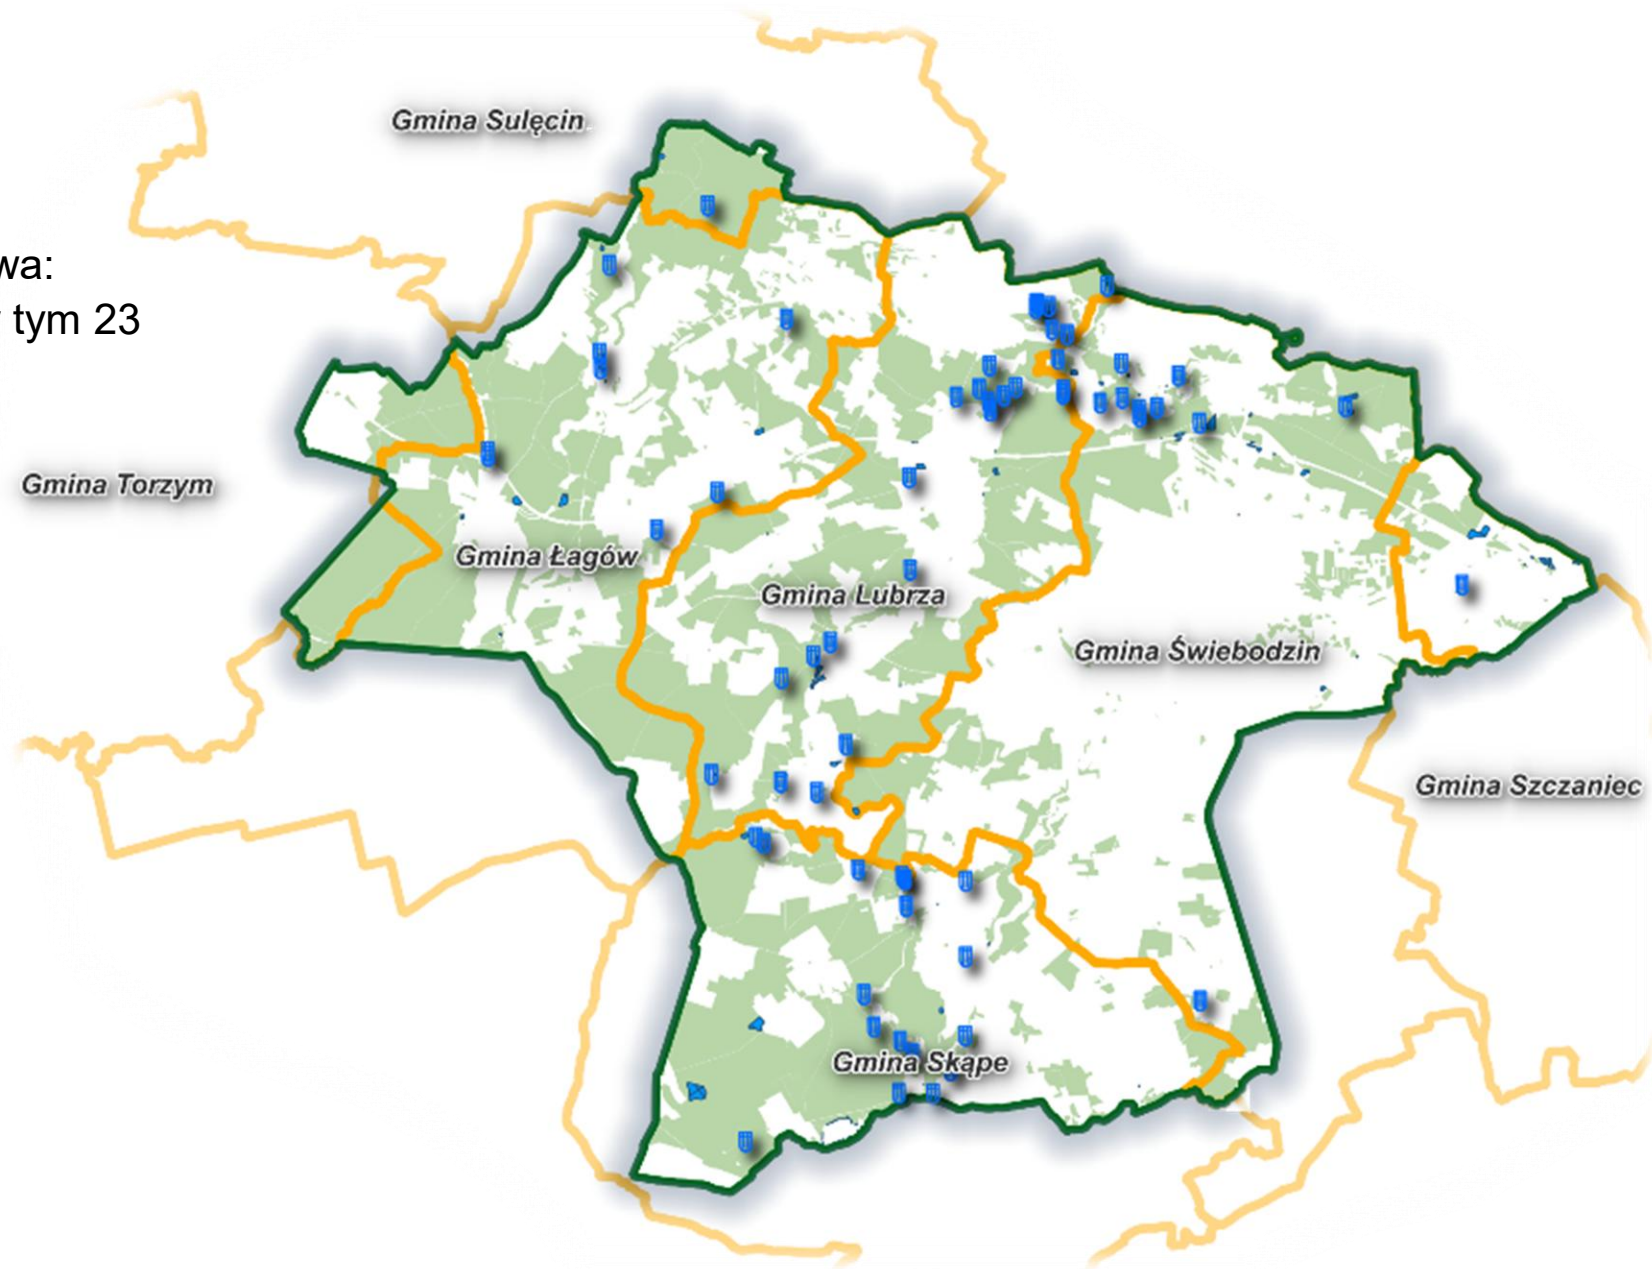 Gmina Sulęcin
wa:
tym 23
Gmina Torzym
Gmina Łagów
Gmina Lubrza
Gmina Świebodzin
Gmina Szczaniec
Gmina Skąpe